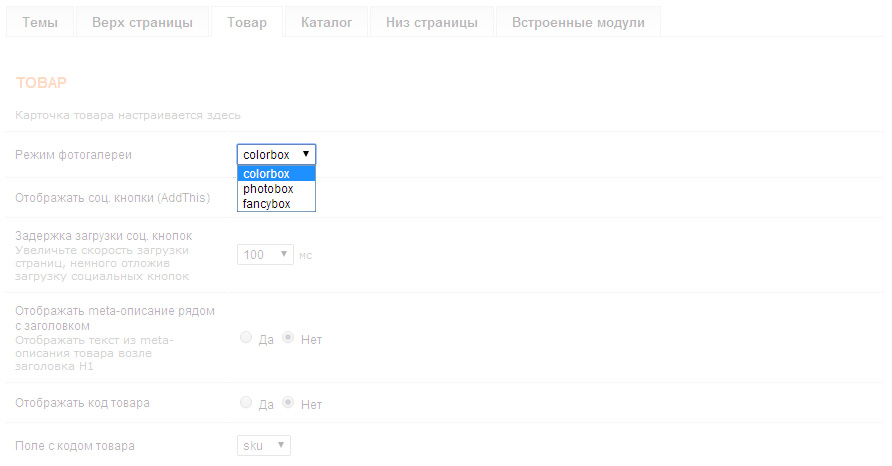 Темы Верх страницы Товар Каталог Низ страницы Встроенные модули
ТОВАР
Карточка товара настраивается здесь
Режим фотогалереи colorbox
colorbox
photobox
fancybox
Отображать соц. кнопки (AddThis)
Задержка загрузки соц. кнопок
Увеличьте скорость загрузки
страниц, немного отложив
загрузку социальных кнопок
100 мс
Отображать meta-описание рядом
с заголовком
Отображать текст из meta-
описания товара возле
заголовка H1
Да Нет
Отображать код товара Да Нет
Поле с кодом товара sku